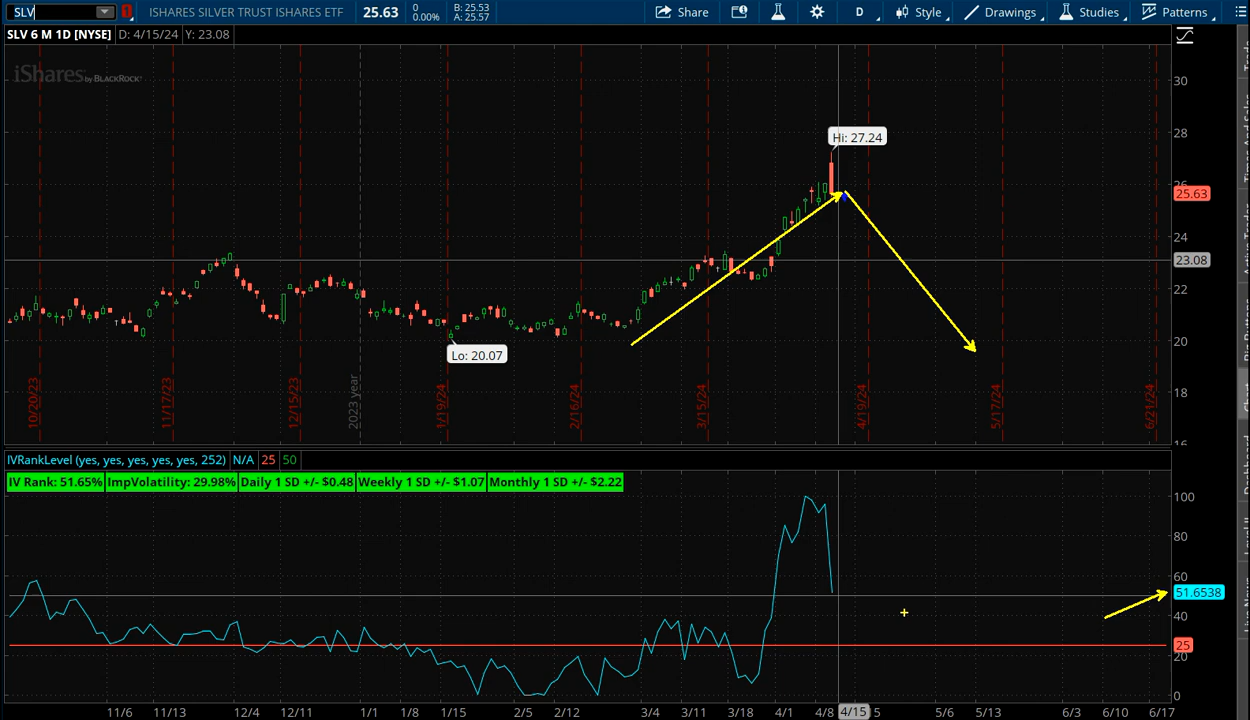 SLV 1 ISHARES SILVER TRUST ISHARES ETF 25.63 0 B: 25.53 Share D Style Drawings Studies Patterns
0.00% A: 25.57
SLV 6 M 1D [NYSE] D: 4/15/24 Y: 23.08
iShares by BLACKROCK
30
28
Hi: 27.24
26
25.63
24
23.08
22
20
Lo: 20.07
18
10/20/23 11/17/23 12/15/23 2023 year 1/19/24 2/16/24 3/15/24 4/19/24 5/17/24 6/21/24
16
IVRankLevel (yes, yes, yes, yes, yes, 252) N/A 25 50
IV Rank: 51.65% ImpVolatility: 29.98% Daily 1 SD +/- $0.48 Weekly 1 SD +/- $1.07 Monthly 1 SD +/- $2.22
100
80
60
51.6538
40
25
20
0
11/6 11/13 12/4 12/11 1/1 1/8 1/15 2/5 2/12 3/4 3/11 3/18 4/1 4/8 4/15 5 5/6 5/13 6/3 6/10 6/17